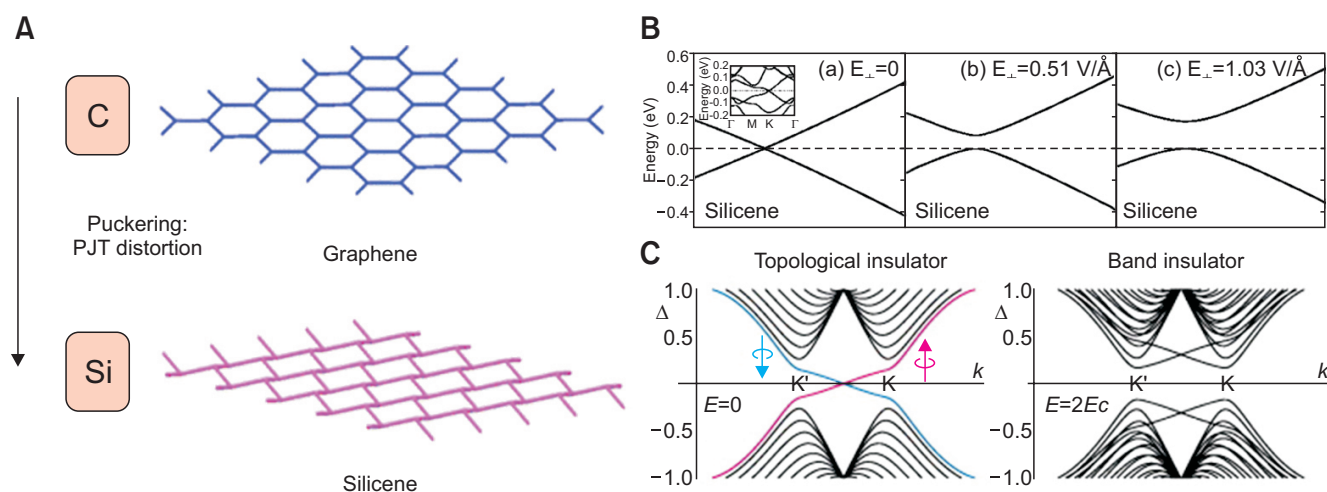 A
C
Puckering:
PJT distortion
Graphene
Si
Silicene
B
0.6
0.4
0.2
0.0
−0.2
−0.4
Energy (eV)
0.2
0.1
0.0
-0.1
-0.2
Energy (eV)
Γ M K Γ
(a) E⊥=0
Silicene
(b) E⊥=0.51 V/Å
Silicene
(c) E⊥=1.03 V/Å
Silicene
C
Topological insulator
1.0
Δ
0.5
−0.5
−1.0
K' K
k
E=0
Band insulator
1.0
Δ
0.5
−0.5
−1.0
K' K
k
E=2Ec